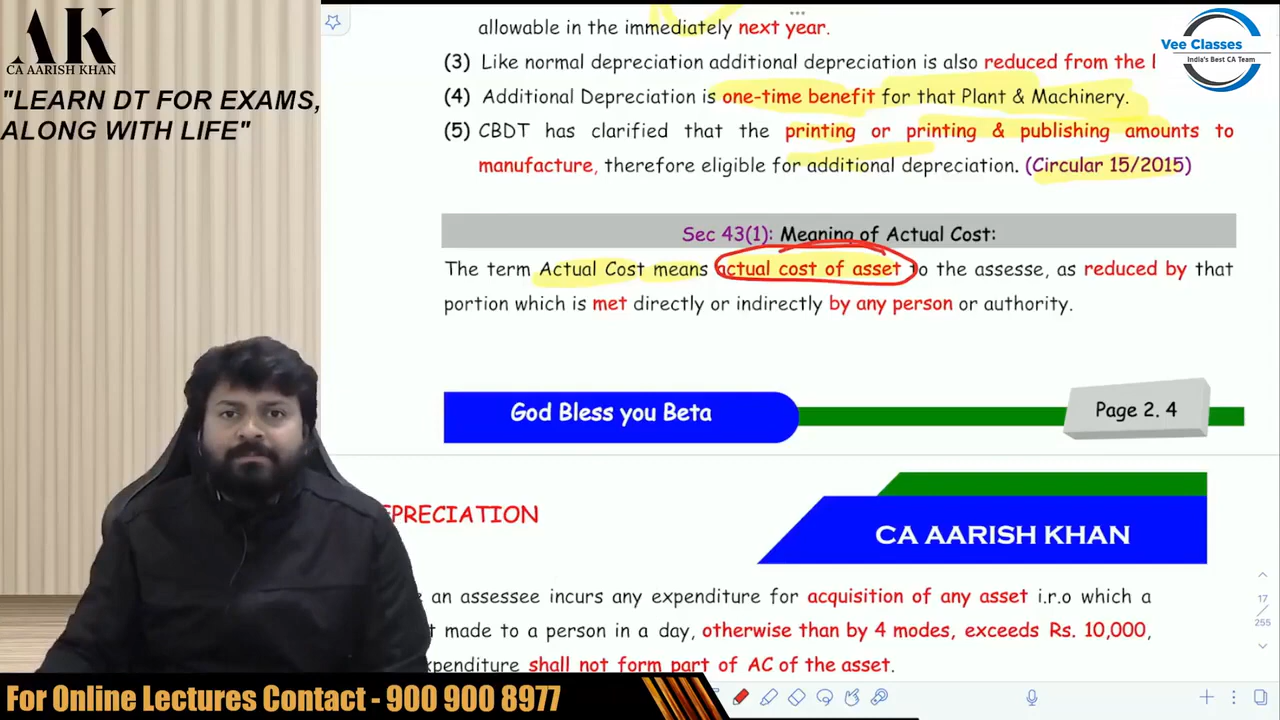 AK
CA AARISH KHAN
"LEARN DT FOR EXAMS,
ALONG WITH LIFE"
allowable in the immediately next year.
(3) Like normal depreciation additional depreciation is also reduced from the
(4) Additional Depreciation is one-time benefit for that Plant & Machinery.
(5) CBDT has clarified that the printing or printing & publishing amounts to
manufacture, therefore eligible for additional depreciation. (Circular 15/2015)
Vee Classes
India's Best CA Team
Sec 43(1): Meaning of Actual Cost:
The term Actual Cost means actual cost of asset to the assesse, as reduced by that
portion which is met directly or indirectly by any person or authority.
God Bless you Beta
Page 2. 4
EPRECIATION
CA AARISH KHAN
an assessee incurs any expenditure for acquisition of any asset i.r.o which a
made to a person in a day, otherwise than by 4 modes, exceeds Rs. 10,000,
penditure shall not form part of AC of the asset.
17
255
For Online Lectures Contact - 900 900 8977